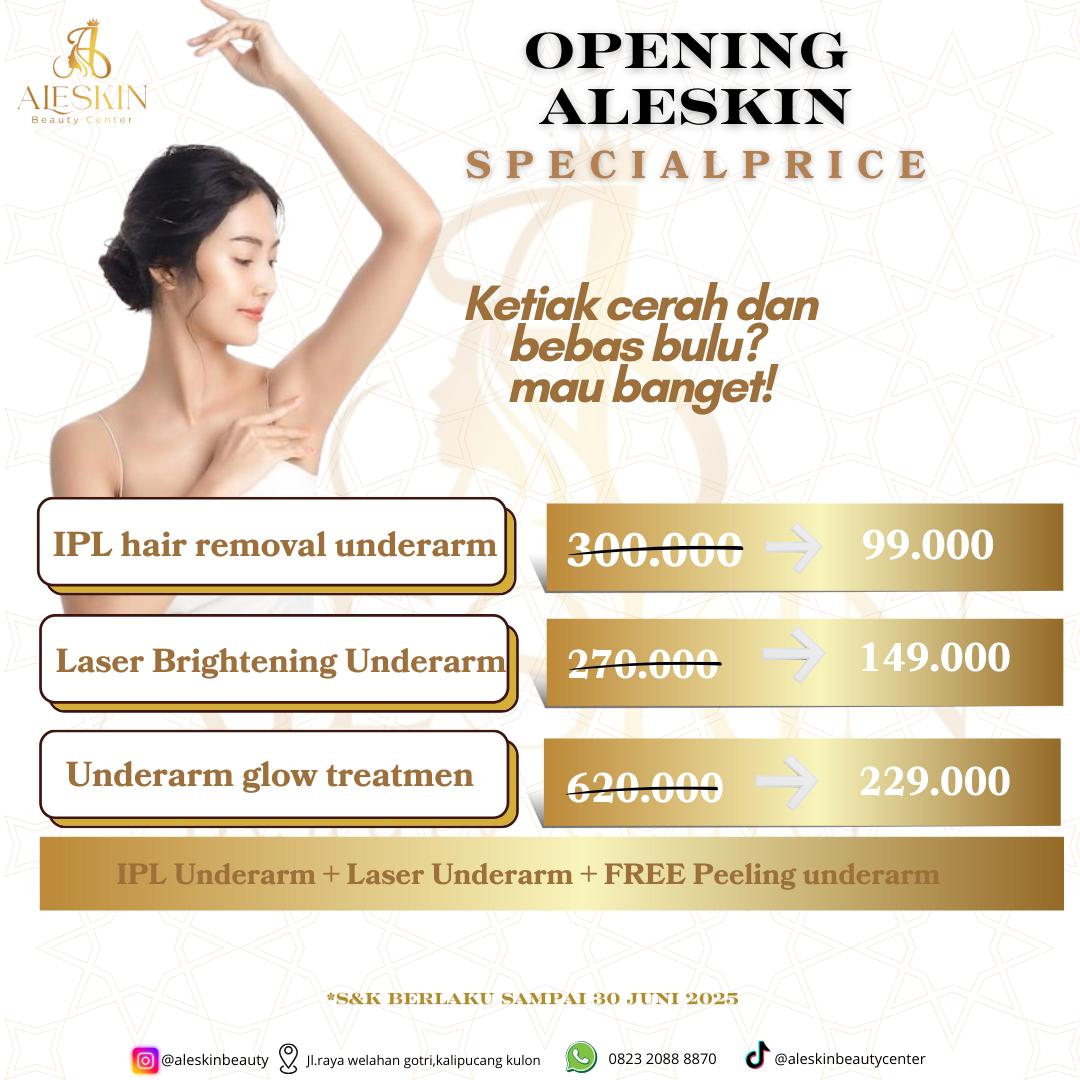 ALESKIN
Beauty Center
OPENING
ALESKIN
SPECIALPRICE
Ketiak cerah dan
bebas bulu?
mau banget!
IPL hair removal underarm
300.000
99.000
Laser Brightening Underarm
270.000
149.000
Underarm glow treatmen
620.000
229.000
IPL Underarm + Laser Underarm + FREE Peeling underarm
*S&K BERLAKU SAMPAI 30 JUNI 2025
@aleskinbeauty
Jl.raya welahan gotri,kalipucang kulon
0823 2088 8870
@aleskinbeautycenter